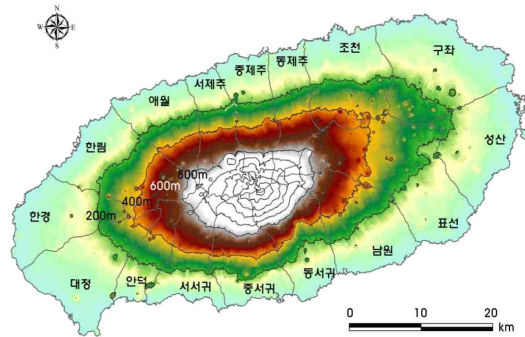 N
W E
S
구좌
조천
동제주
중제주
서제주
애월
한림
성산
800m
600m
400m
200m
한경
표선
남원
동서귀
중서귀
서서귀
안덕
대정
0 10 20
km